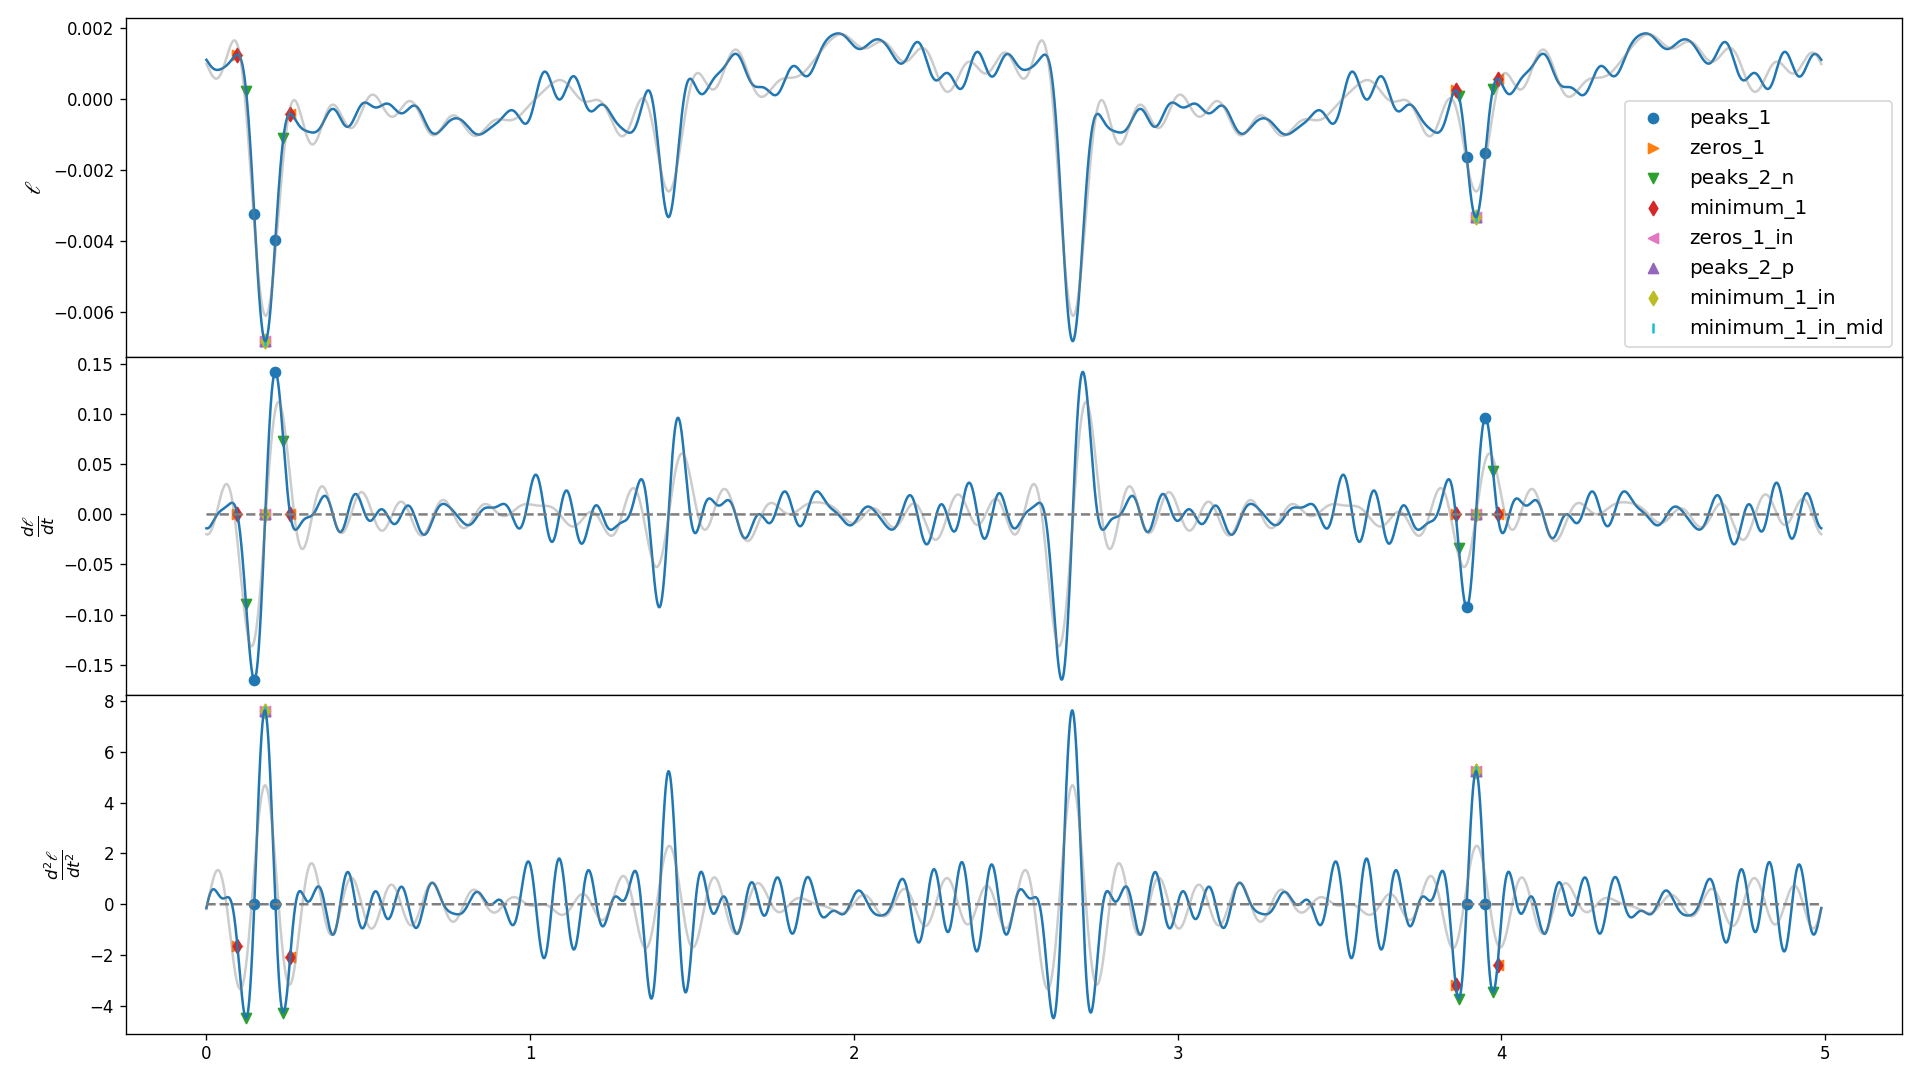 0.002
0.000
−0.002
−0.004
−0.006
ℓ
peaks_1
zeros_1
peaks_2_n
minimum_1
zeros_1_in
peaks_2_p
minimum_1_in
minimum_1_in_mid
0.15
0.10
0.05
0.00
−0.05
−0.10
−0.15
dℓ/dt
8
6
4
2
0
−2
−4
d²ℓ/dt²
0 1 2 3 4 5